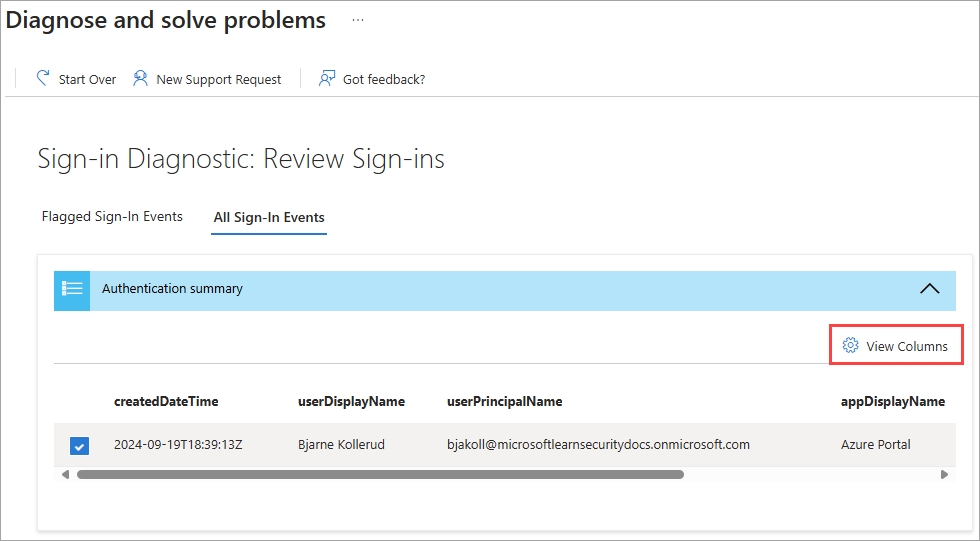 Diagnose and solve problems ...
Start Over New Support Request Got feedback?
Sign-in Diagnostic: Review Sign-ins
Flagged Sign-In Events All Sign-In Events
Authentication summary
View Columns
createdDateTime userDisplayName userPrincipalName appDisplayName
2024-09-19T18:39:13Z Bjarne Kollerud bjakoll@microsoftlearnsecuritydocs.onmicrosoft.com Azure Portal